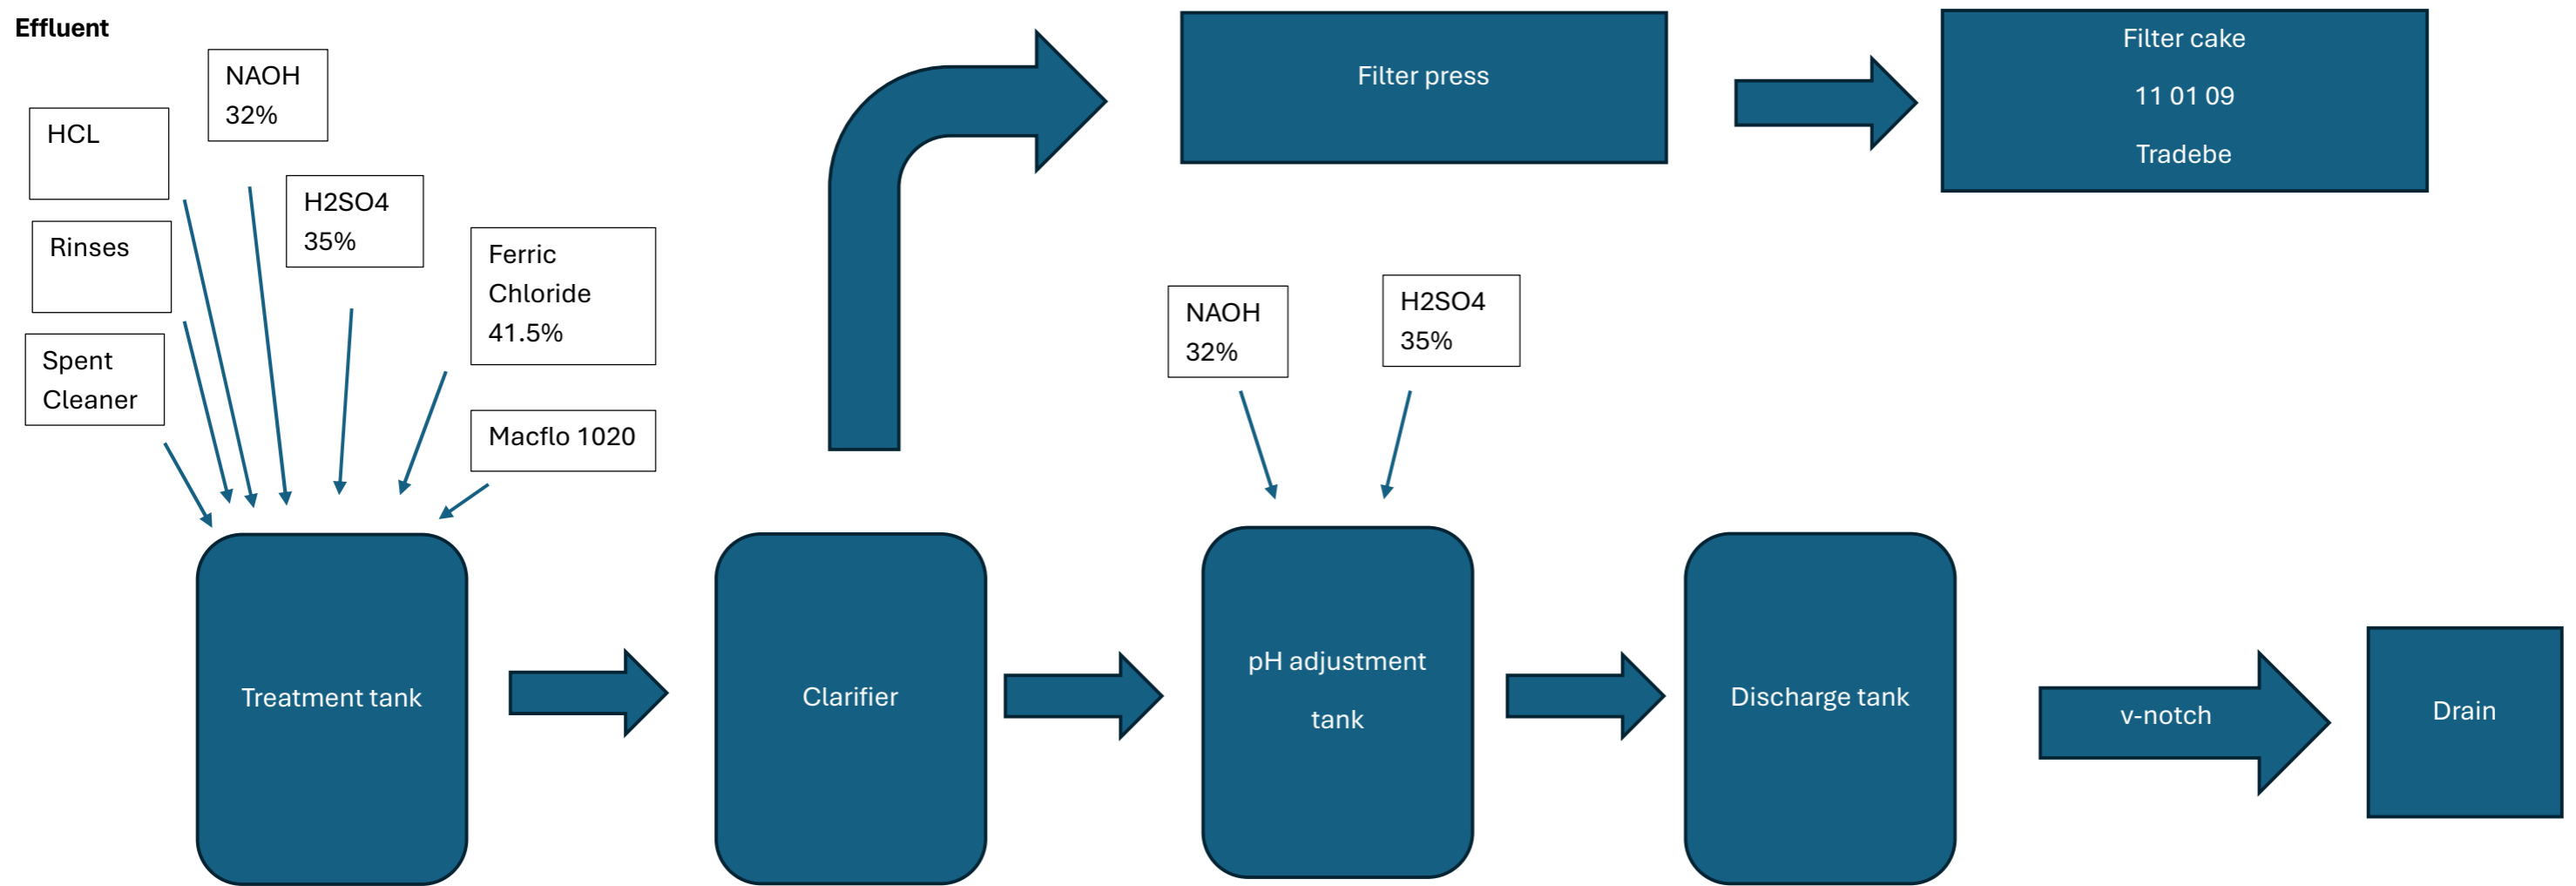 Effluent
NAOH
32%
HCL
H2SO4
35%
Rinses
Ferric
Chloride
41.5%
Spent
Cleaner
Macflo 1020
Filter press
Filter cake
11 01 09
Tradebe
NAOH
32%
H2SO4
35%
Treatment tank
Clarifier
pH adjustment
tank
Discharge tank
v-notch
Drain